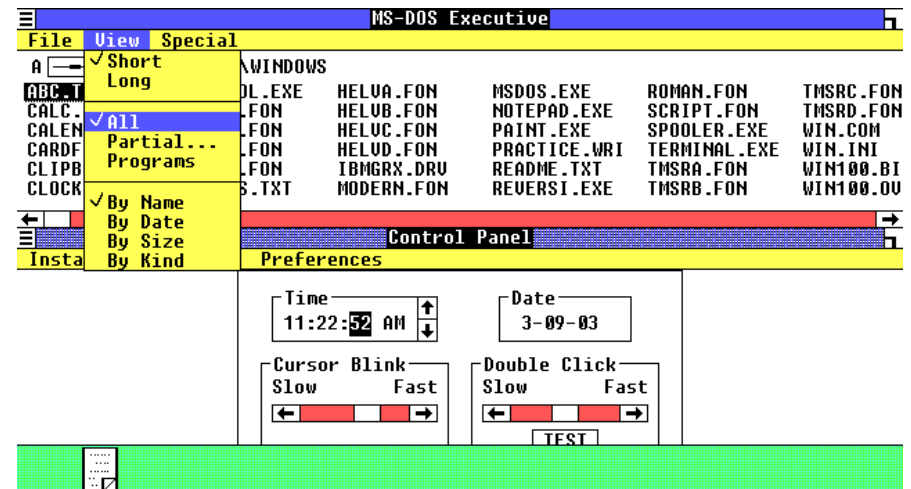 MS-DOS Executive
File View Special
A \WINDOWS
Short
Long
All
Partial...
Programs
By Name
By Date
By Size
By Kind
ABC.T OL.EXE HELVA.FON MSDOS.EXE ROMAN.FON TMSRC.FON
CALC. .FON HELVB.FON NOTEPAD.EXE SCRIPT.FON TMSRD.FON
CALEN .FON HELVC.FON PAINT.EXE SPOOLER.EXE WIN.COM
CARDF .FON HELVD.FON PRACTICE.WRI TERMINAL.EXE WIN.INI
CLIPB .FON IBMGRX.DRV README.TXT TMSRA.FON WIN100.BI
CLOCK S.TXT MODERN.FON REVERSI.EXE TMSRB.FON WIN100.OV
Control Panel
Insta Preferences
Time Date
11:22:52 AM 3-09-03
Cursor Blink Double Click
Slow Fast Slow Fast
TEST